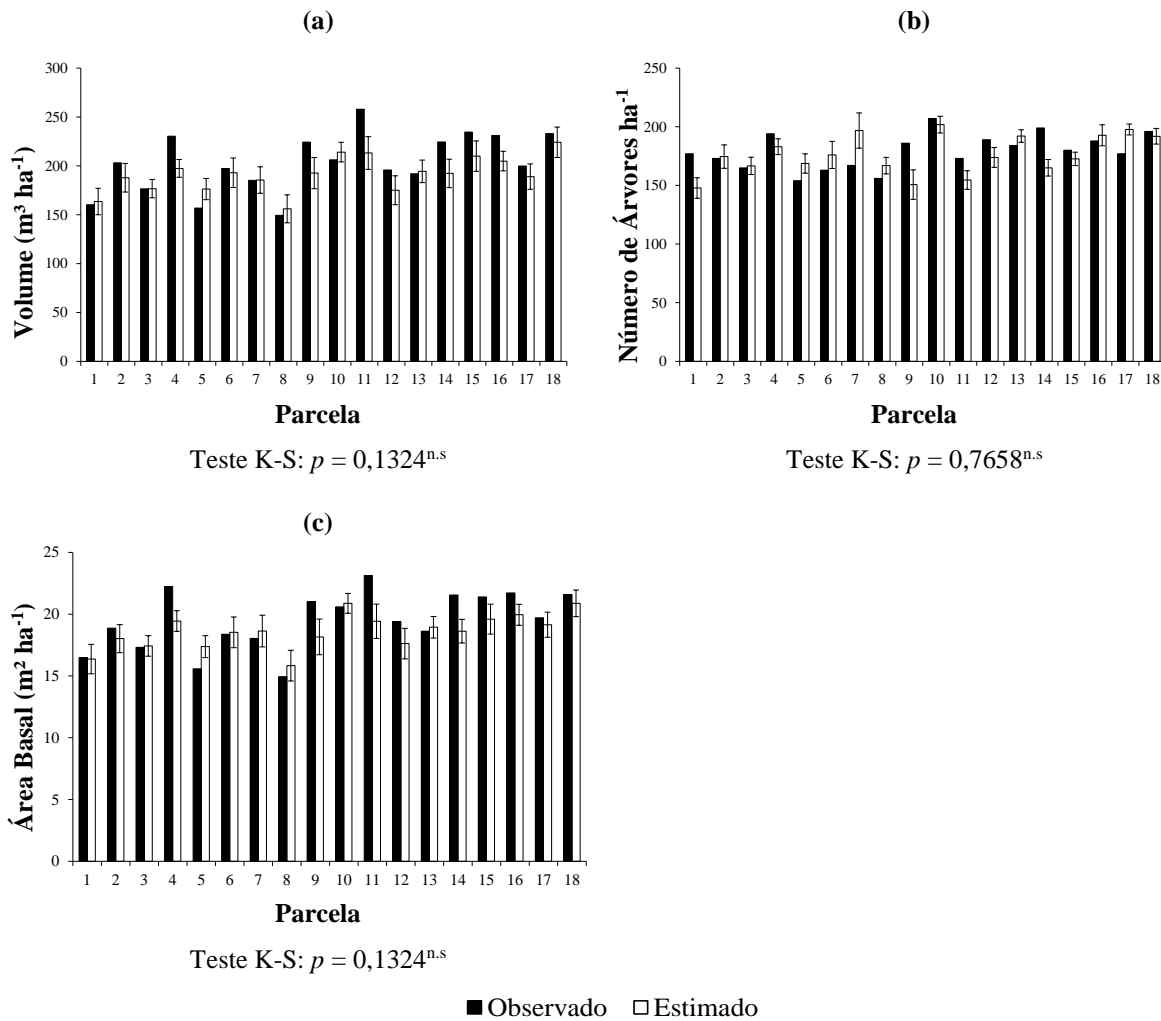 (a)
Volume (m³ ha⁻¹)
300
250
200
150
100
50
0
1 2 3 4 5 6 7 8 9 10 11 12 13 14 15 16 17 18
Parcela
Teste K-S: p = 0,1324ⁿ·ˢ
(b)
Número de Árvores ha⁻¹
250
200
150
100
50
0
1 2 3 4 5 6 7 8 9 10 11 12 13 14 15 16 17 18
Parcela
Teste K-S: p = 0,7658ⁿ·ˢ
(c)
Área Basal (m² ha⁻¹)
25
20
15
10
5
0
1 2 3 4 5 6 7 8 9 10 11 12 13 14 15 16 17 18
Parcela
Teste K-S: p = 0,1324ⁿ·ˢ
Observado Estimado